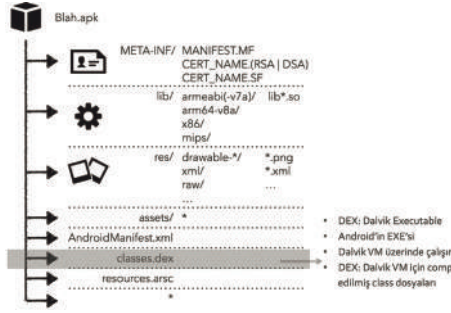 Blah.apk
META-INF/ MANIFEST.MF
CERT_NAME.(RSA | DSA)
CERT_NAME.SF
lib/ armeabi(-v7a)/ lib*.so
arm64-v8a/
x86/
mips/
res/ drawable-*/ *.png
xml/ *.xml
raw/ ...
...
assets/ *
AndroidManifest.xml
classes.dex
resources.arsc
*
• DEX: Dalvik Executable
• Android'in EXE'si
• Dalvik VM üzerinde çalışır
• DEX: Dalvik VM için comp
edilmiş class dosyaları